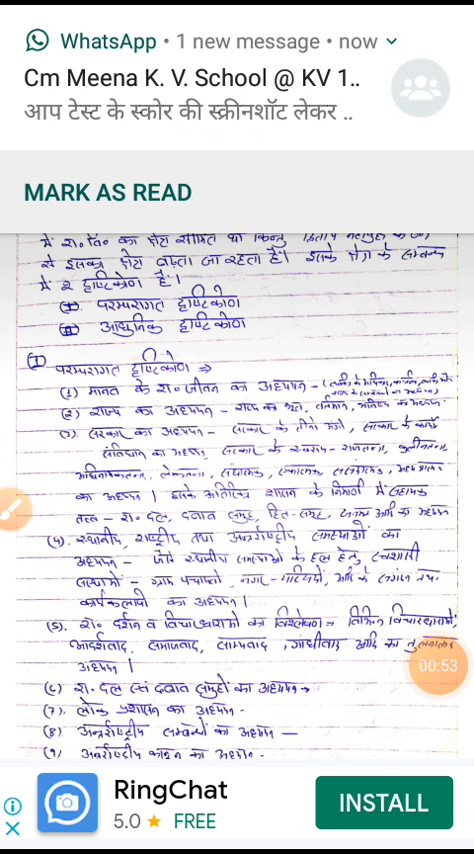 WhatsApp • 1 new message • now
Cm Meena K. V. School @ KV 1..
आप टेस्ट के स्कोर की स्क्रीनशॉट लेकर ..
MARK AS READ
में रा० का क्षेत्र सीमित था किन्तु
से इसका क्षेत्र बढ़ता जा रहता है। इसके क्षेत्र के सम्बन्ध
में 2 दृष्टिकोण हैं।
(I) परम्परागत दृष्टिकोण
(II) आधुनिक दृष्टिकोण
(I) परम्परागत दृष्टिकोण ⇒
(1) मानव के रा० जीवन का अध्ययन -
(2) राज्य का अध्ययन - राज्य का भूत, वर्तमान, भविष्य का अध्ययन
(3). सरकार का अध्ययन - सरकार के तीनों अंगों, सरकार के कार्यों
संविधान का अध्ययन, सरकार के स्वरूप - राजतन्त्र, कुलीनतन्त्र
अधिनायकतन्त्र, लोकतन्त्र, संघात्मक, एकात्मक, संसदात्मक,
का अध्ययन। इसके अतिरिक्त शासन के निर्माण में सहायक
तत्व - रा० दल, दबाव समूह, हित-समूह, आदि का अध्ययन
(4). स्थानीय, राष्ट्रीय तथा अन्तर्राष्ट्रीय समस्याओं का
अध्ययन - स्थानीय समस्याओं के हल हेतु स्वशासी
संस्थाओं - ग्राम पंचायतों, नगर-पालिकाओं, आदि के संगठन तथा
कार्यकलापों का अध्ययन।
(5). रा० दर्शन व विचारधाराओं का विश्लेषण - विभिन्न विचारधाराओं
आदर्शवाद, समाजवाद, साम्यवाद, गांधीवाद आदि का तुलनात्मक
अध्ययन।
00:53
(6) रा. दल एवं दबाव समूहों का अध्ययन →
(7). लोक प्रशासन का अध्ययन -
(8) अन्तर्राष्ट्रीय सम्बन्धों का अध्ययन —
(9) अन्तर्राष्ट्रीय कानून का अध्ययन -
RingChat
5.0 ★ FREE
INSTALL